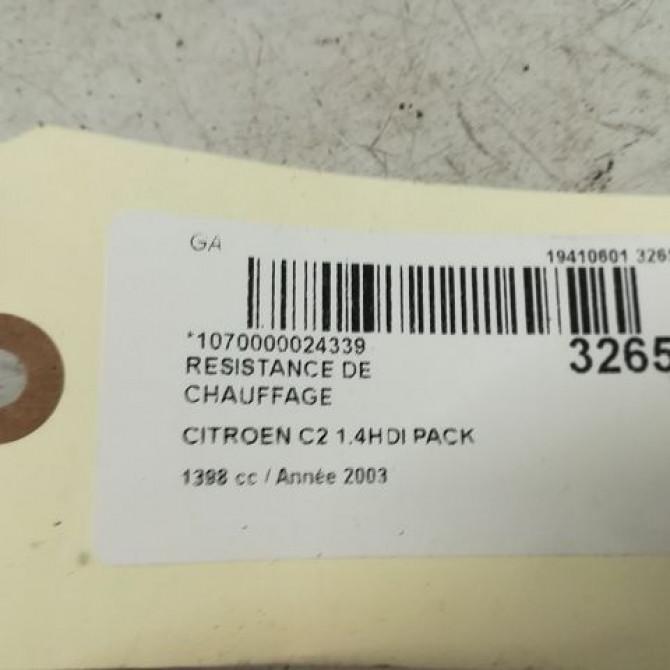 GA
19410601 3265
*1070000024339
3265
RESISTANCE DE
CHAUFFAGE
CITROEN C2 1.4HDI PACK
1398 cc / Année 2003